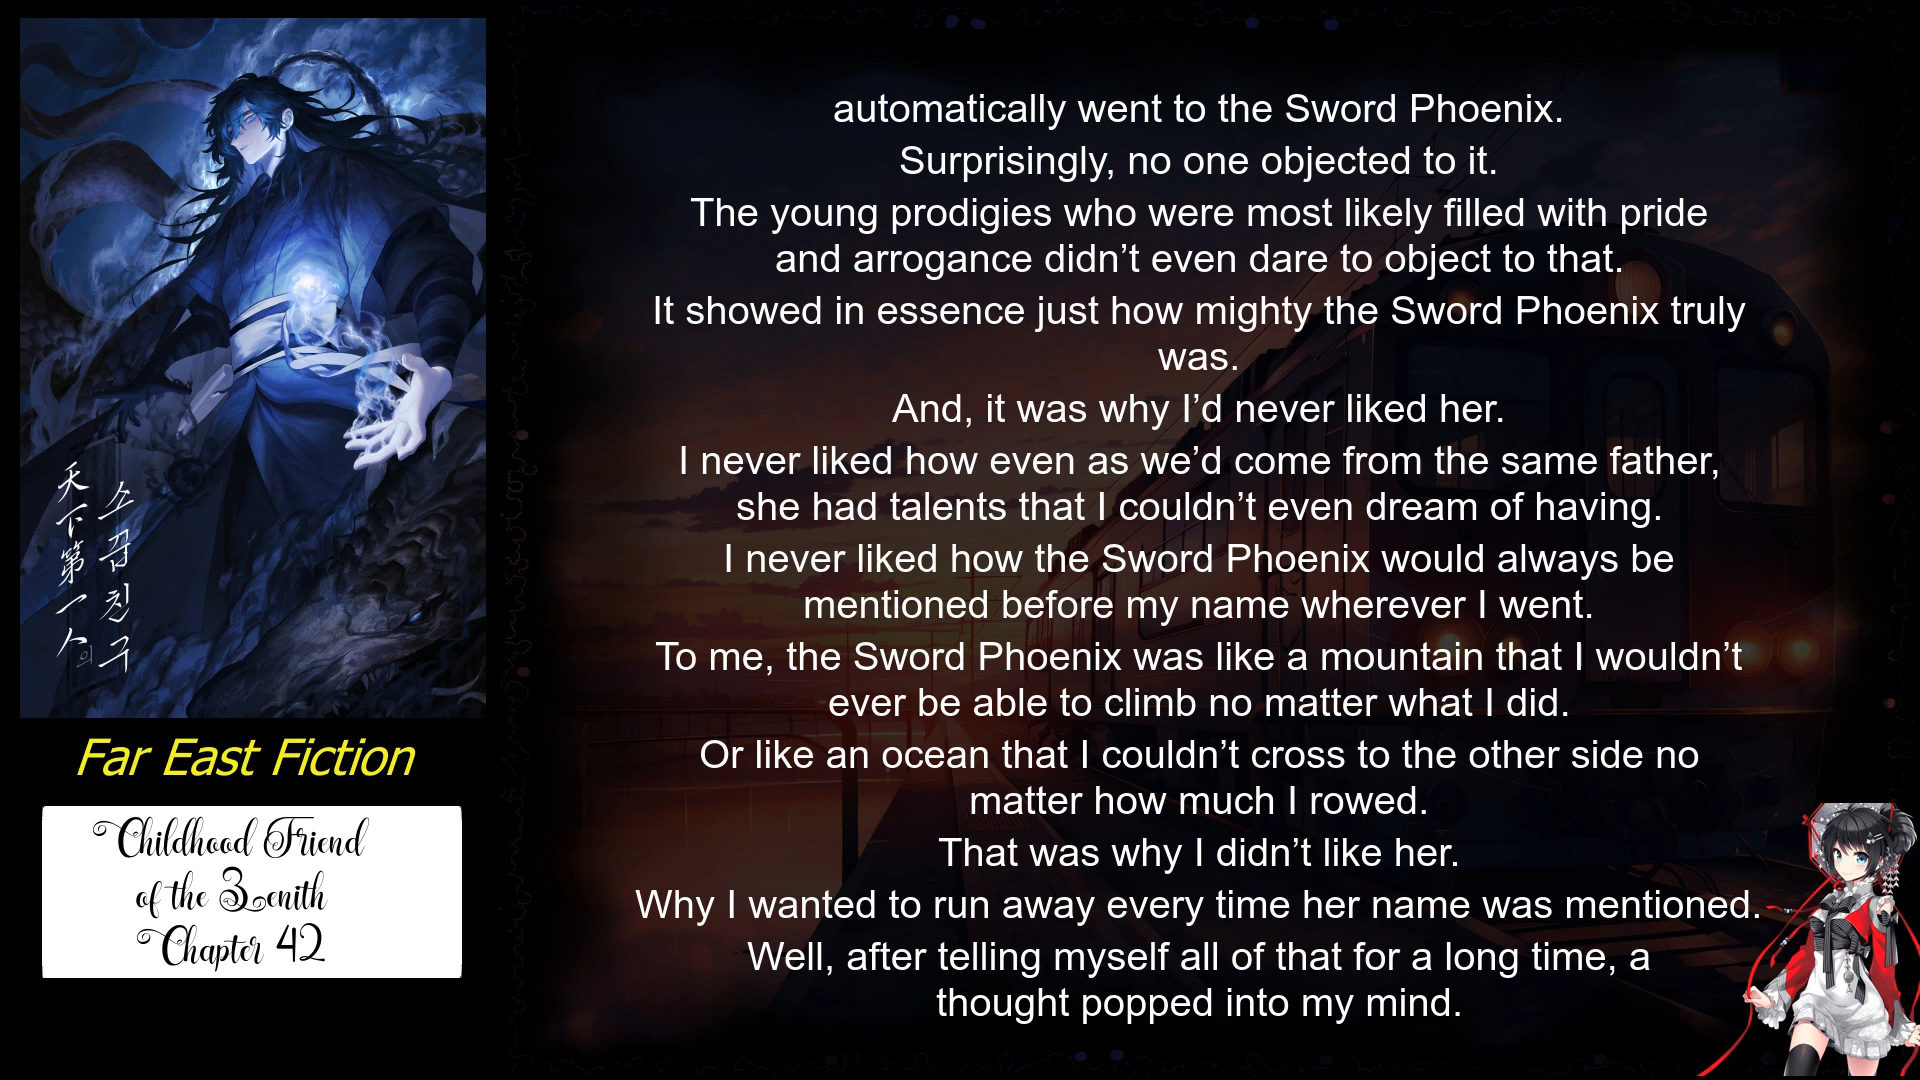 天下第一人의
소꿉친구
Far East Fiction
Childhood Friend
of the Zenith
Chapter 42
automatically went to the Sword Phoenix.
Surprisingly, no one objected to it.
The young prodigies who were most likely filled with pride
and arrogance didn’t even dare to object to that.
It showed in essence just how mighty the Sword Phoenix truly
was.
And, it was why I’d never liked her.
I never liked how even as we’d come from the same father,
she had talents that I couldn’t even dream of having.
I never liked how the Sword Phoenix would always be
mentioned before my name wherever I went.
To me, the Sword Phoenix was like a mountain that I wouldn’t
ever be able to climb no matter what I did.
Or like an ocean that I couldn’t cross to the other side no
matter how much I rowed.
That was why I didn’t like her.
Why I wanted to run away every time her name was mentioned.
Well, after telling myself all of that for a long time, a
thought popped into my mind.